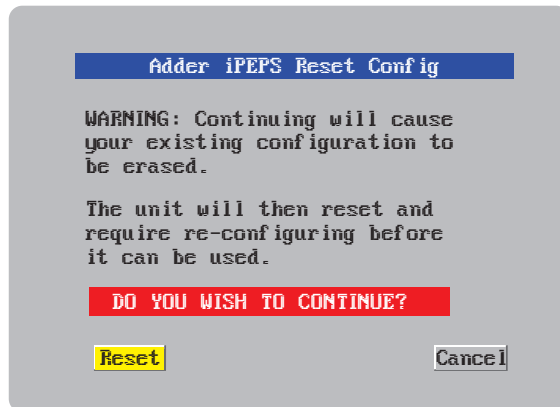 Adder iPEPS Reset Config
WARNING: Continuing will cause
your existing configuration to
be erased.
The unit will then reset and
require re-configuring before
it can be used.
DO YOU WISH TO CONTINUE?
Reset Cancel